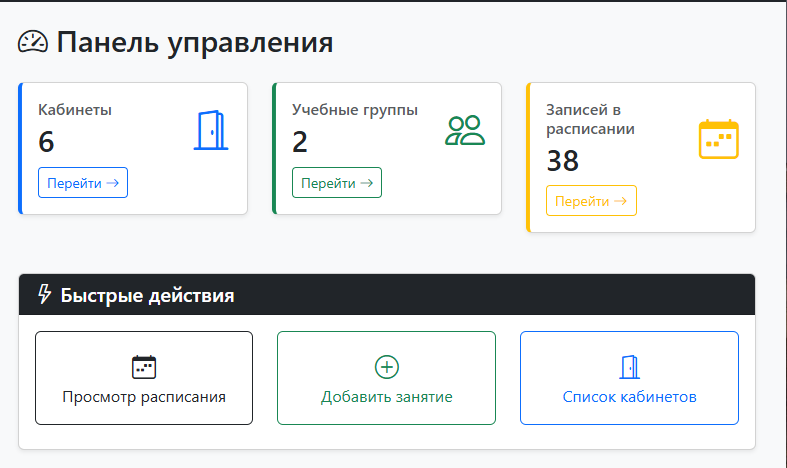 Панель управления
Кабинеты
6
Перейти →
Учебные группы
2
Перейти →
Записей в
расписании
38
Перейти →
Быстрые действия
Просмотр расписания
Добавить занятие
Список кабинетов